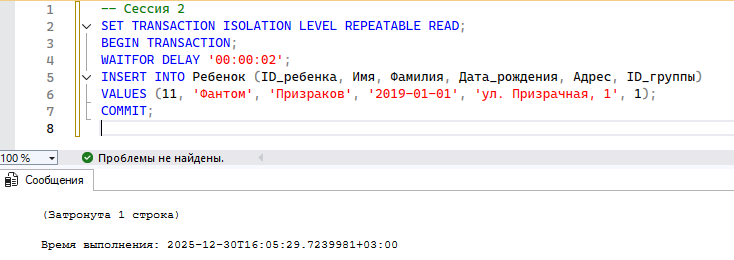 1 -- Сессия 2
2 SET TRANSACTION ISOLATION LEVEL REPEATABLE READ;
3 BEGIN TRANSACTION;
4 WAITFOR DELAY '00:00:02';
5 INSERT INTO Ребенок (ID_ребенка, Имя, Фамилия, Дата_рождения, Адрес, ID_группы)
6 VALUES (11, 'Фантом', 'Призраков', '2019-01-01', 'ул. Призрачная, 1', 1);
7 COMMIT;
8
100 % Проблемы не найдены.
Сообщения
(Затронута 1 строка)
Время выполнения: 2025-12-30T16:05:29.7239981+03:00